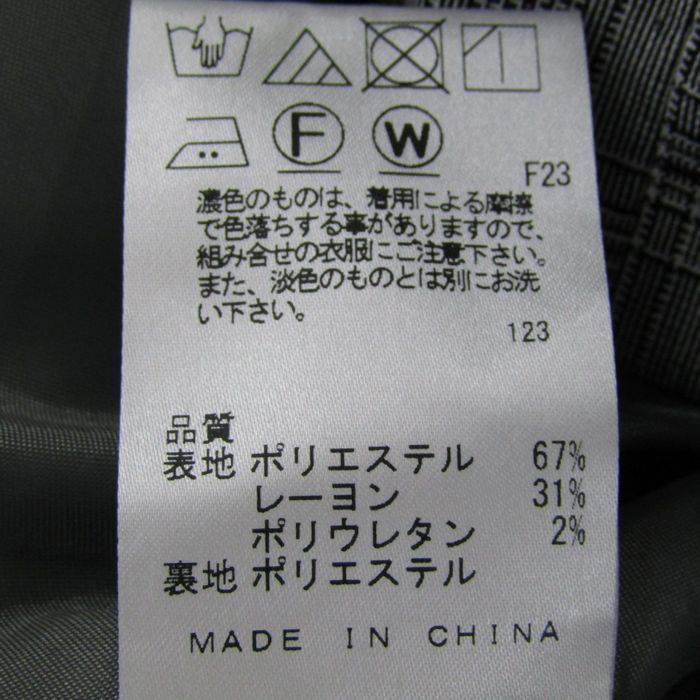 F W
F23
濃色のものは、着用による摩擦
で色落ちする事がありますので、
組み合せの衣服にご注意下さい。
また、淡色のものとは別にお洗
い下さい。
123
品質
表地 ポリエステル 67%
レーヨン 31%
ポリウレタン 2%
裏地 ポリエステル
MADE IN CHINA